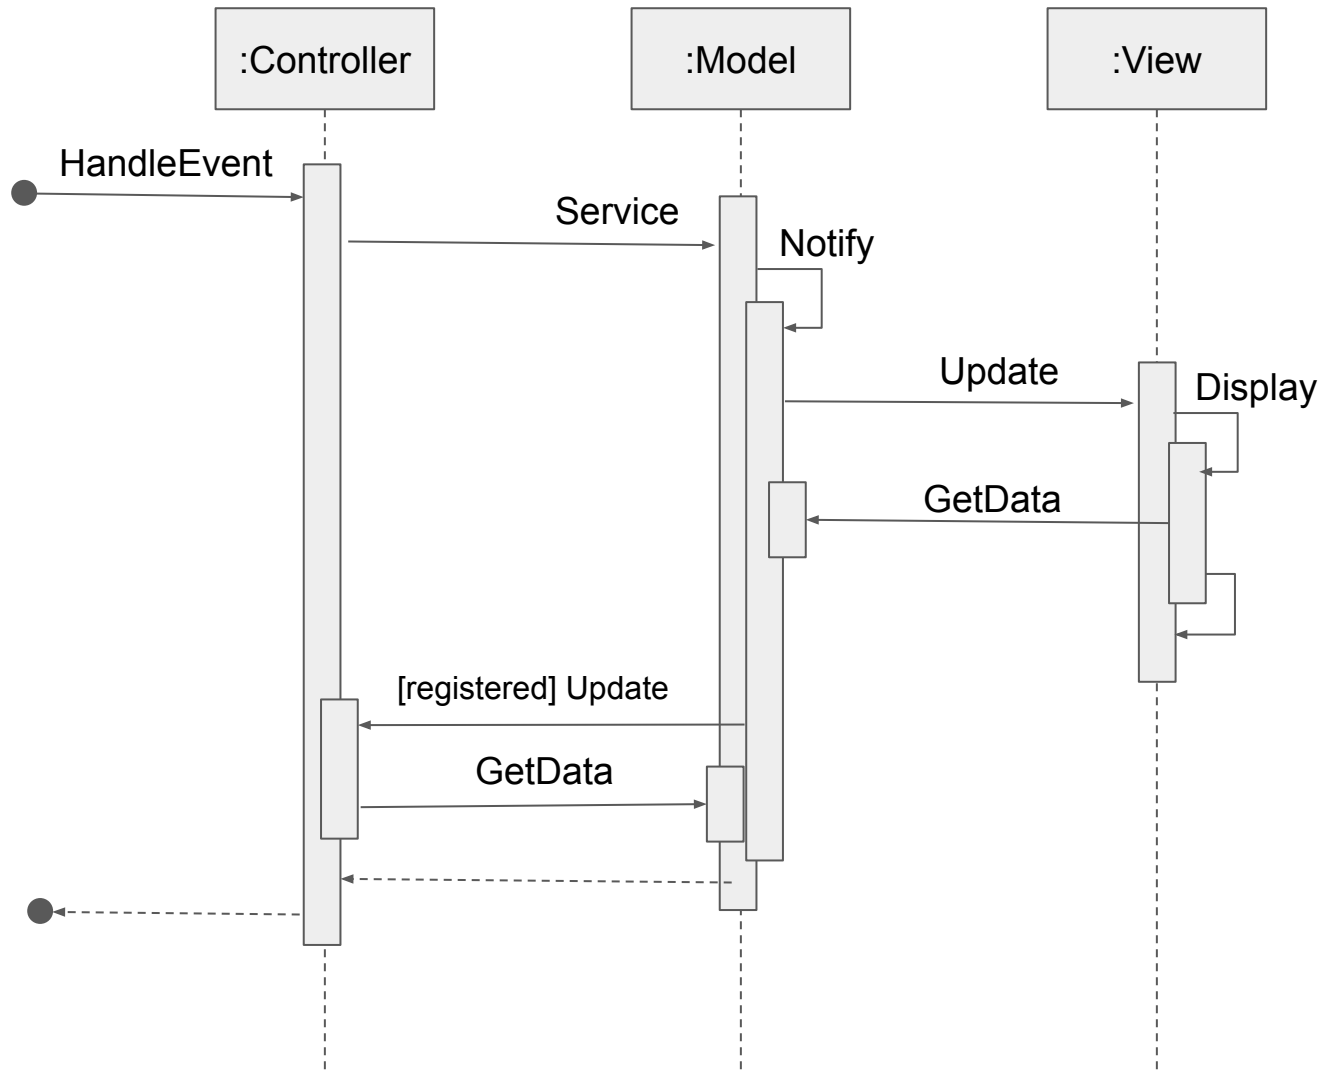 :Controller
:Model
:View
HandleEvent
Service
Notify
Update
Display
GetData
[registered] Update
GetData